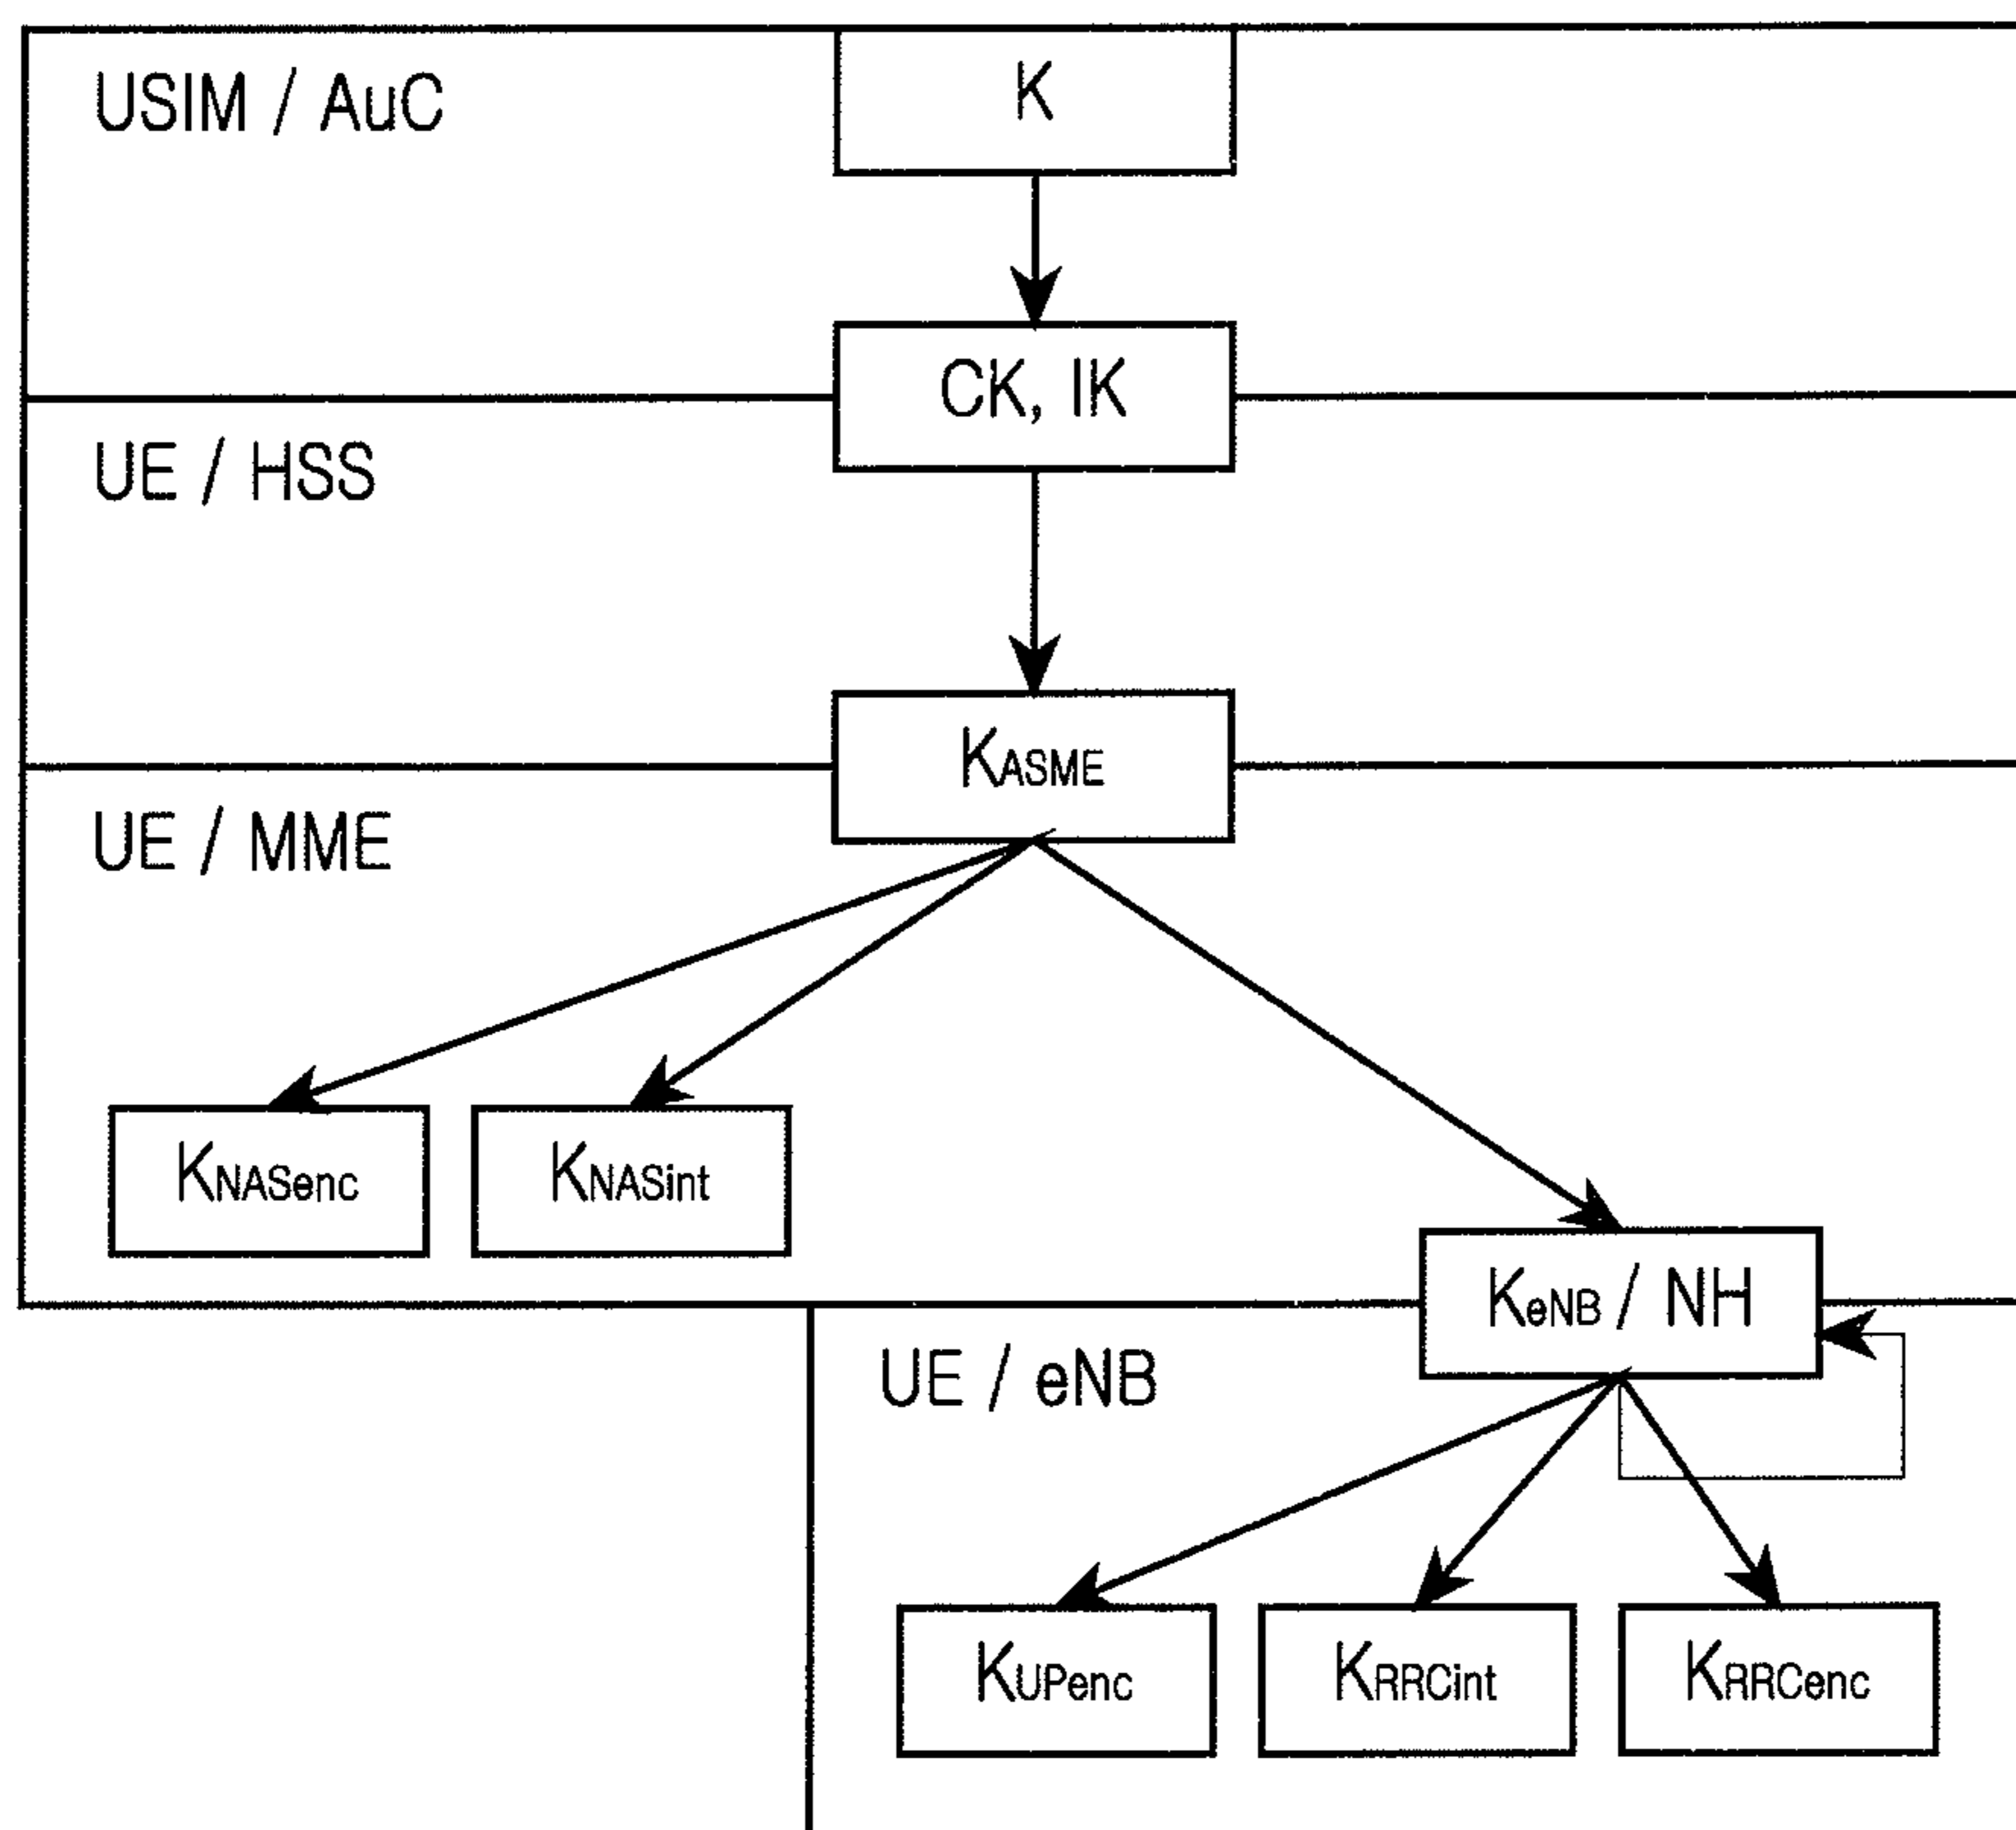 USIM / AuC
K
CK, IK
UE / HSS
KASME
UE / MME
KNASenc
KNASint
KeNB / NH
UE / eNB
KUPenc
KRRCint
KRRCenc